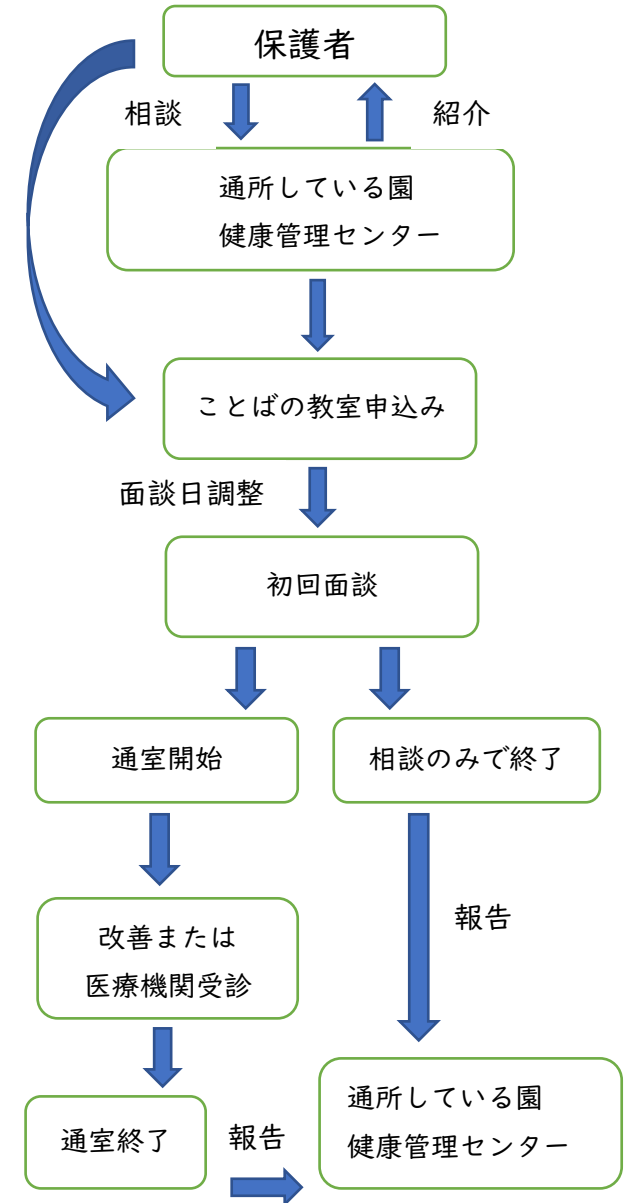 保護者
相談
紹介
通所している園
健康管理センター
ことばの教室申込み
面談日調整
初回面談
通室開始
相談のみで終了
報告
改善または
医療機関受診
通所している園
健康管理センター
通室終了
報告